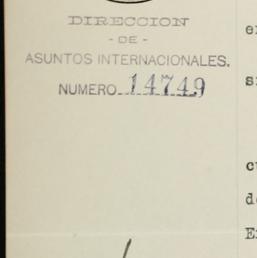 DIRECCION
- DE -
ASUNTOS INTERNACIONALES.
NUMERO 14749